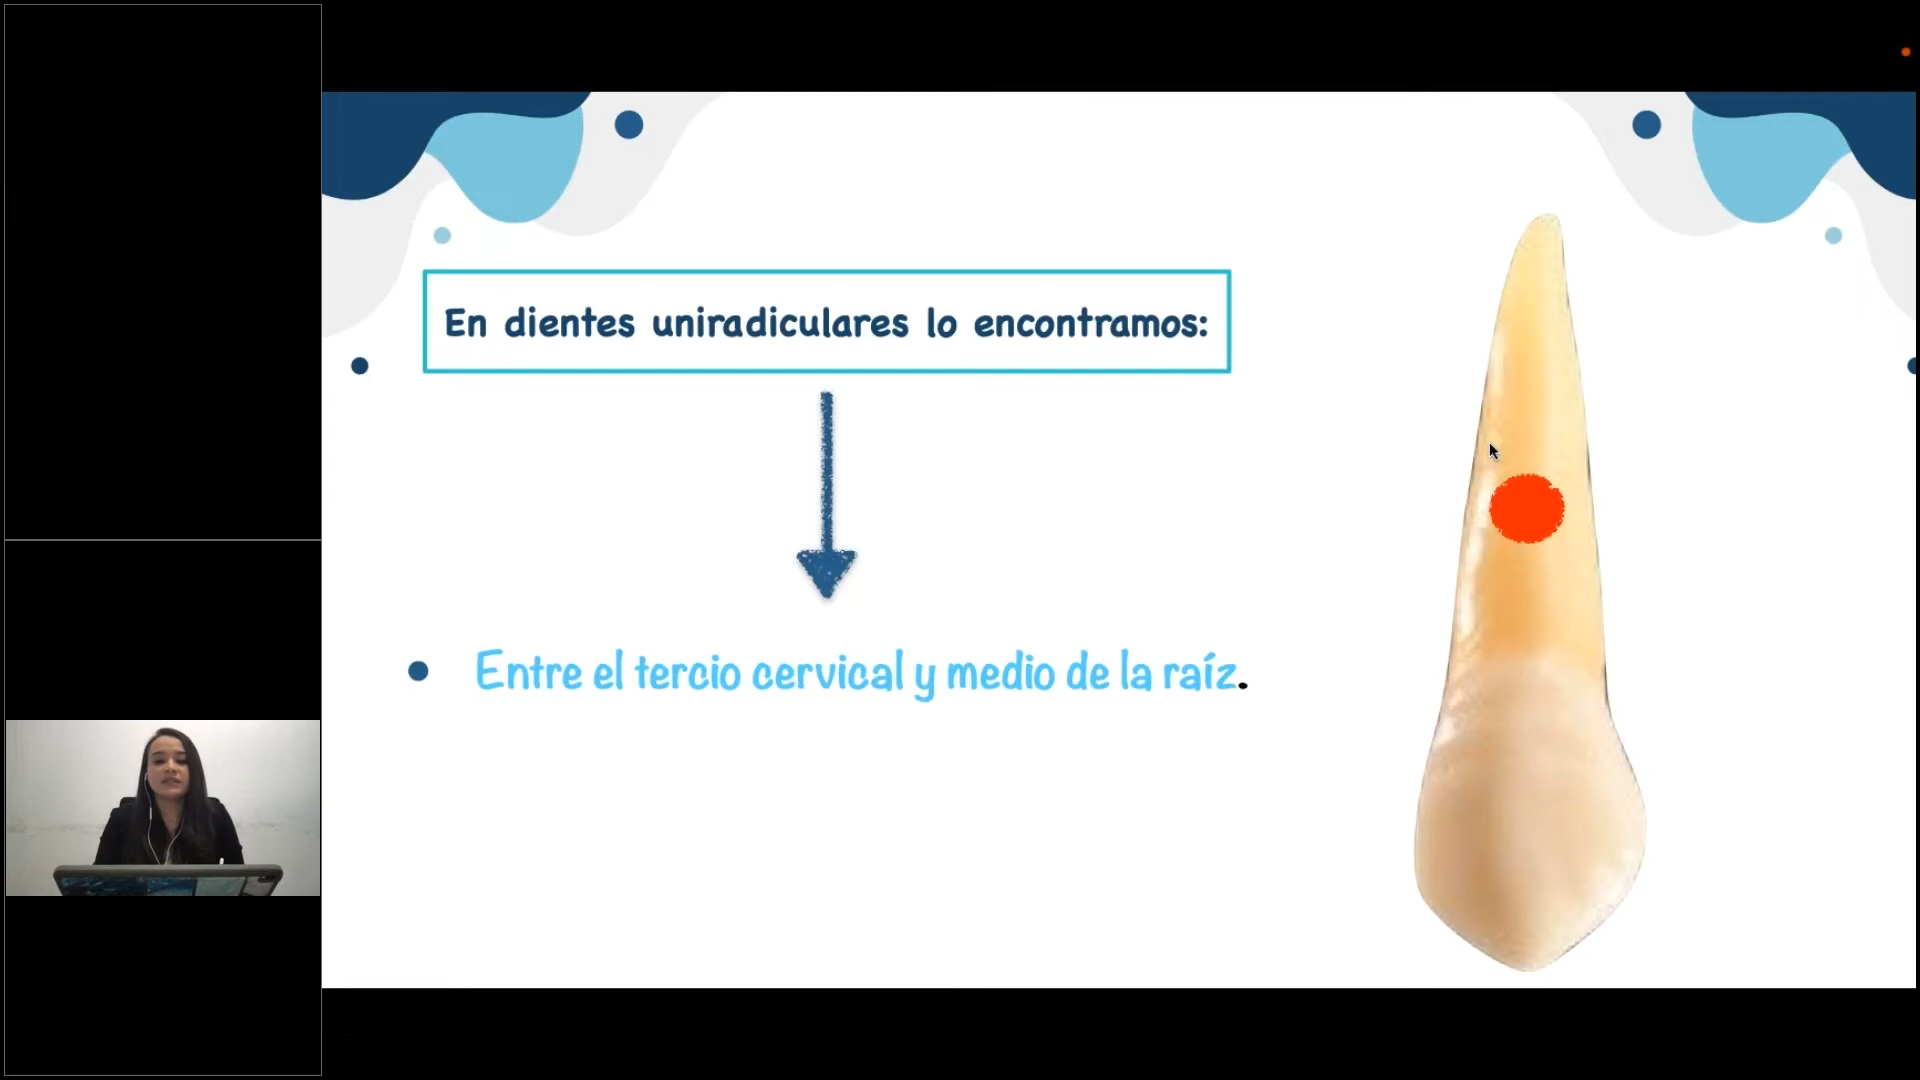 En dientes uniradiculares lo encontramos:
Entre el tercio cervical y medio de la raíz.